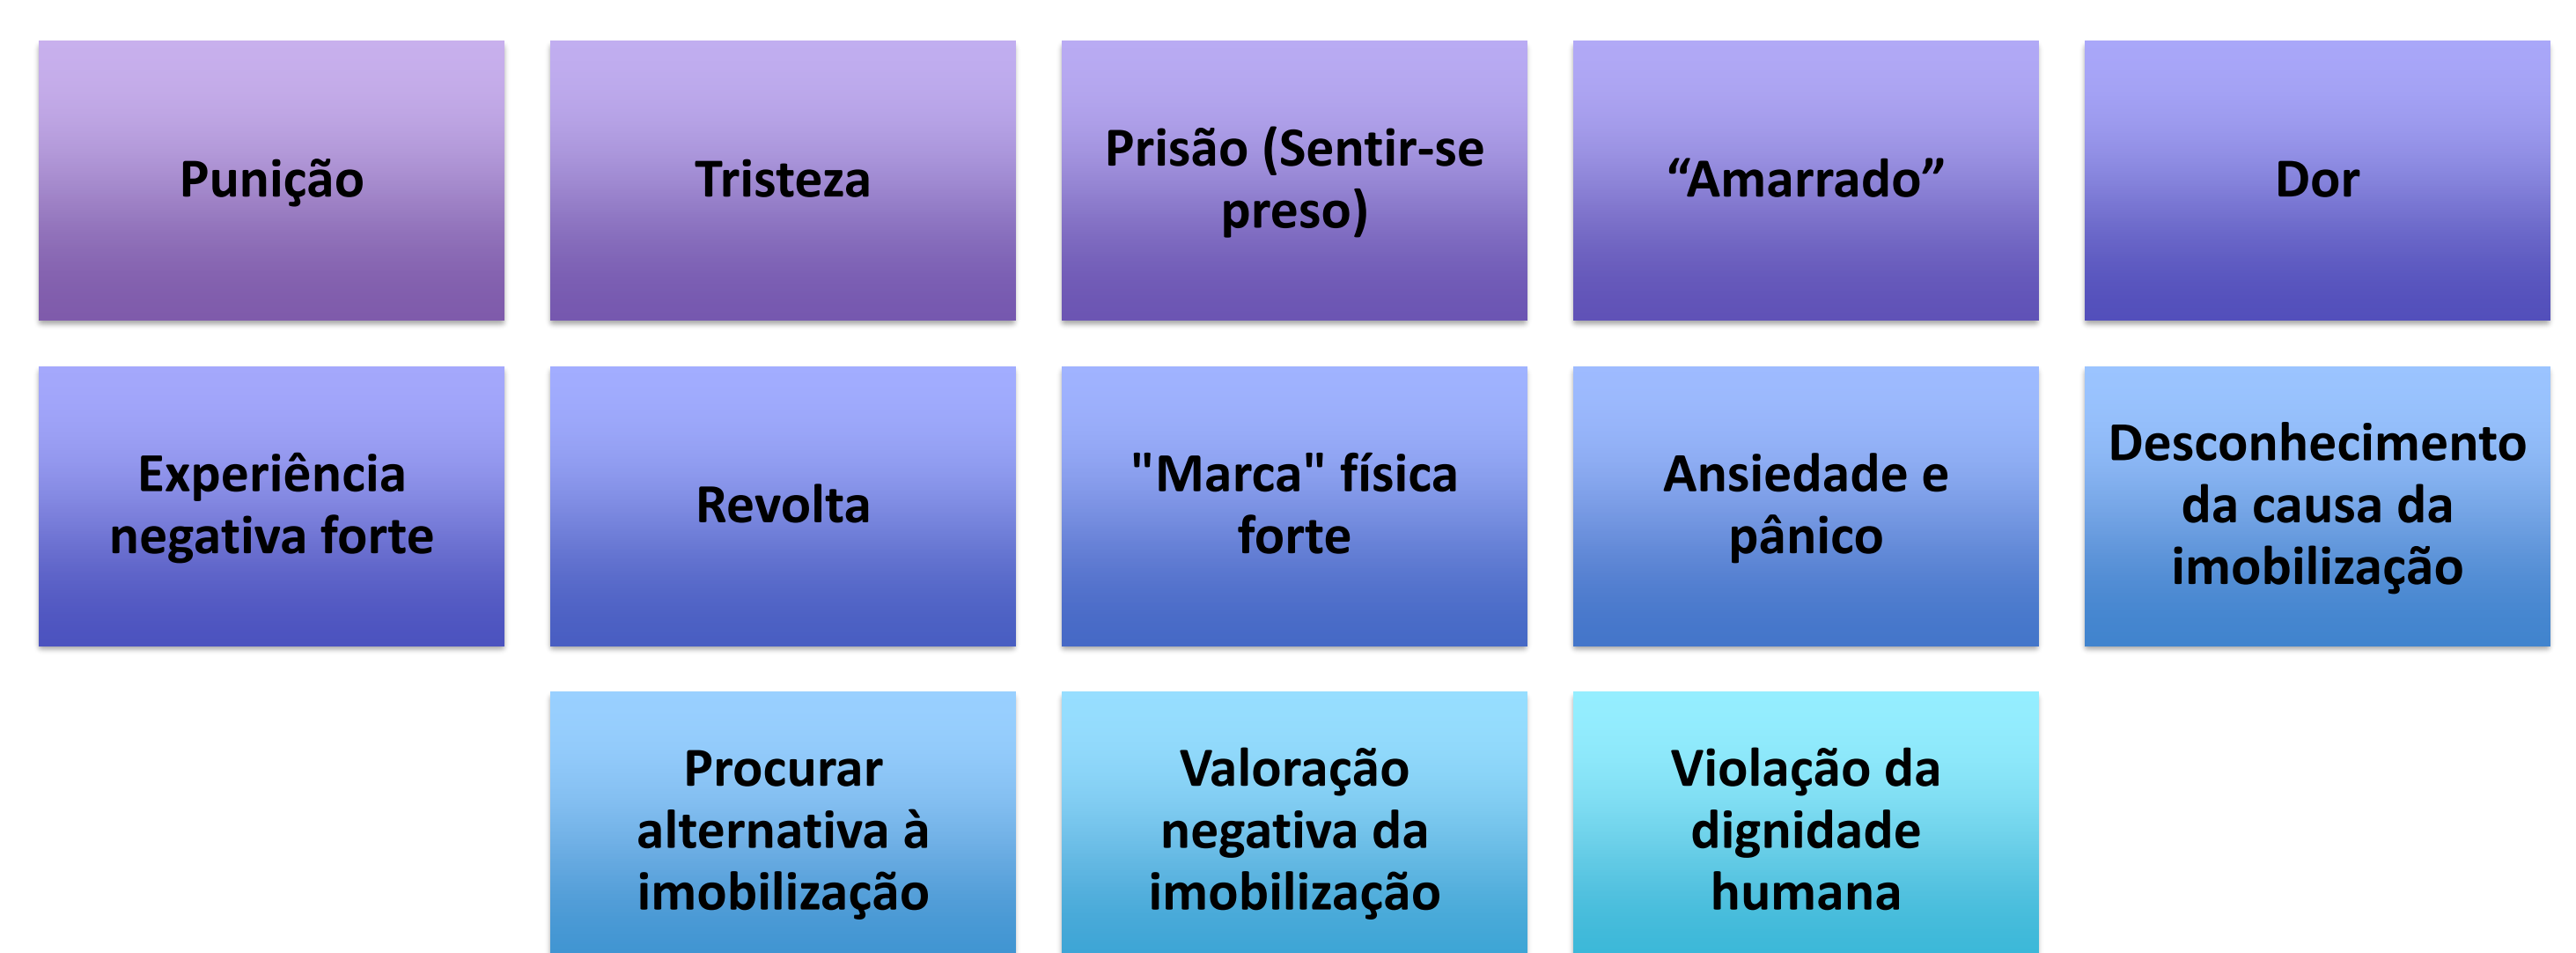 Punição
Tristeza
Prisão (Sentir-se
preso)
“Amarrado”
Dor
Experiência
negativa forte
Revolta
"Marca" física
forte
Ansiedade e
pânico
Desconhecimento
da causa da
imobilização
Procurar
alternativa à
imobilização
Valoração
negativa da
imobilização
Violação da
dignidade
humana